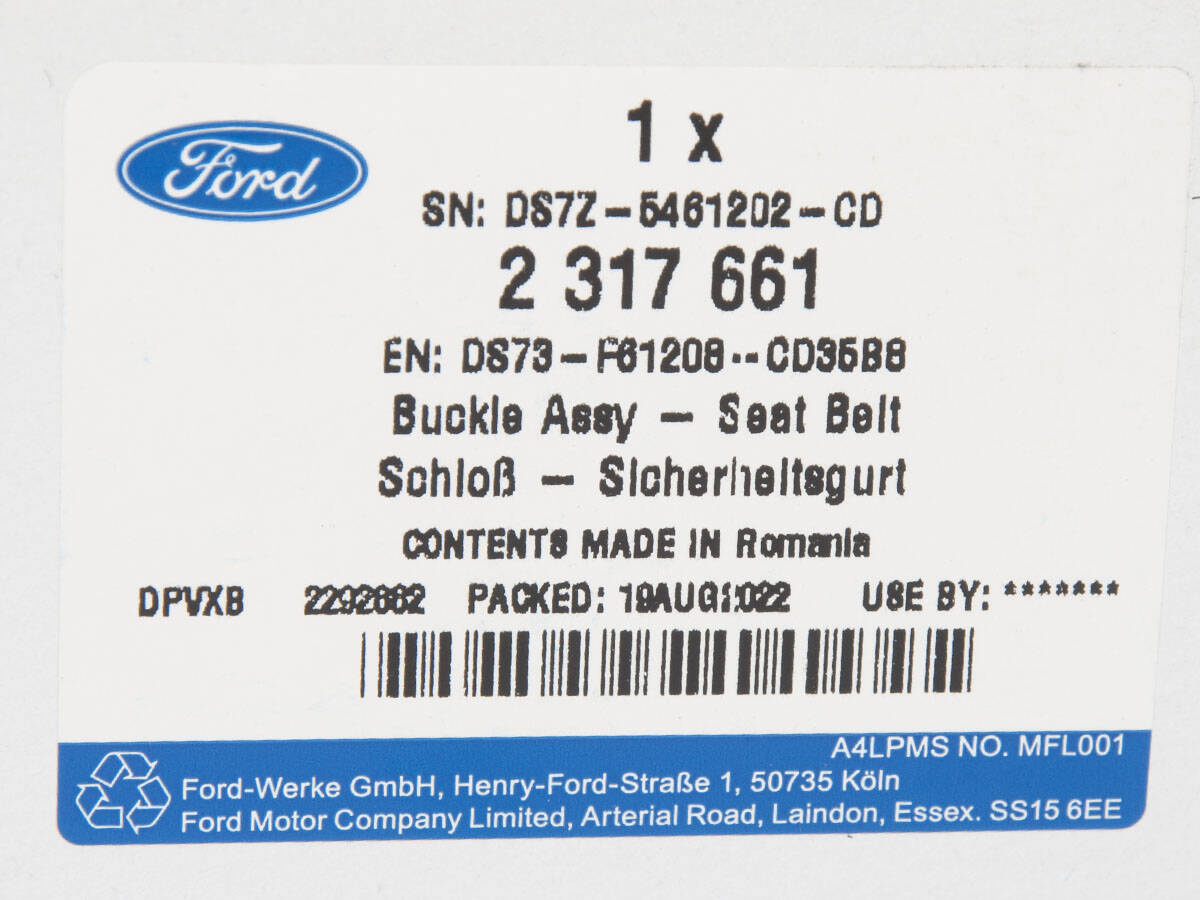 Ford
1 x
SN: DS7Z-5461202-CD
2 317 661
EN: DS73-F61208--CD35B8
Buckle Assy - Seat Belt
Schloß - Sicherheitsgurt
CONTENTS MADE IN Romania
DPVXB PACKED: 19AUG2022 USE BY: *******
A4LPMS NO. MFL001
Ford-Werke GmbH, Henry-Ford-Straße 1, 50735 Köln
Ford Motor Company Limited, Arterial Road, Laindon, Essex. SS15 6EE